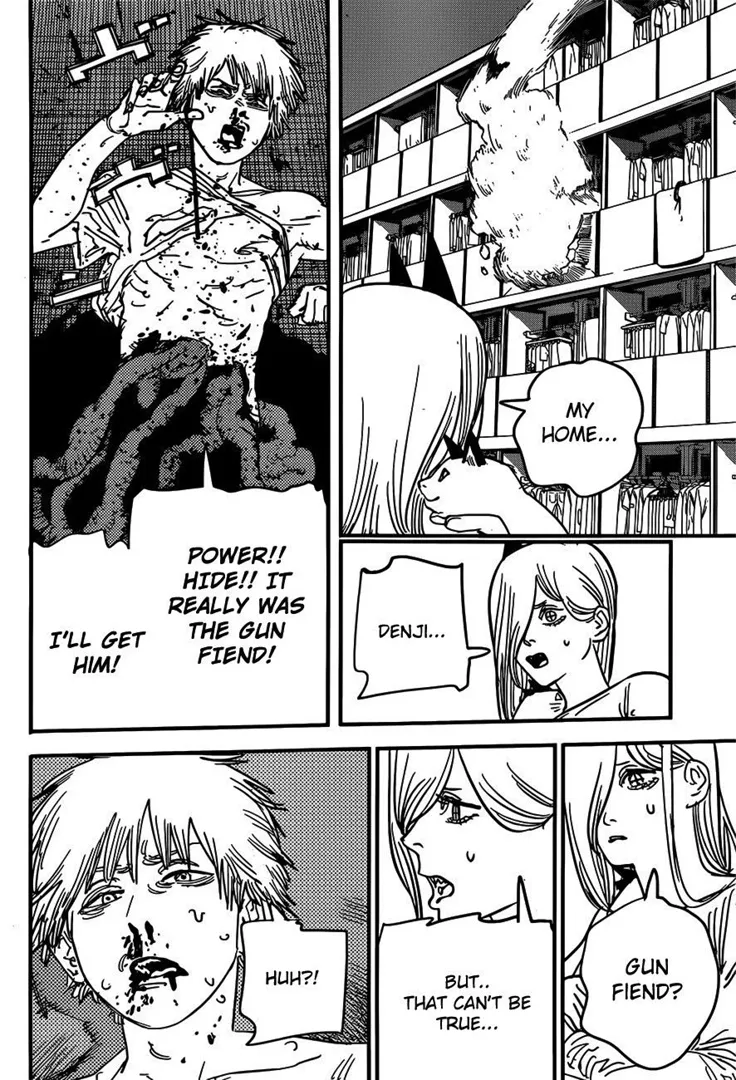 MY
HOME...
DENJI...
POWER!!
HIDE!! IT
REALLY WAS
THE GUN
FIEND!
I'LL GET
HIM!
GUN
FIEND?
BUT..
THAT CAN'T BE
TRUE...
HUH?!